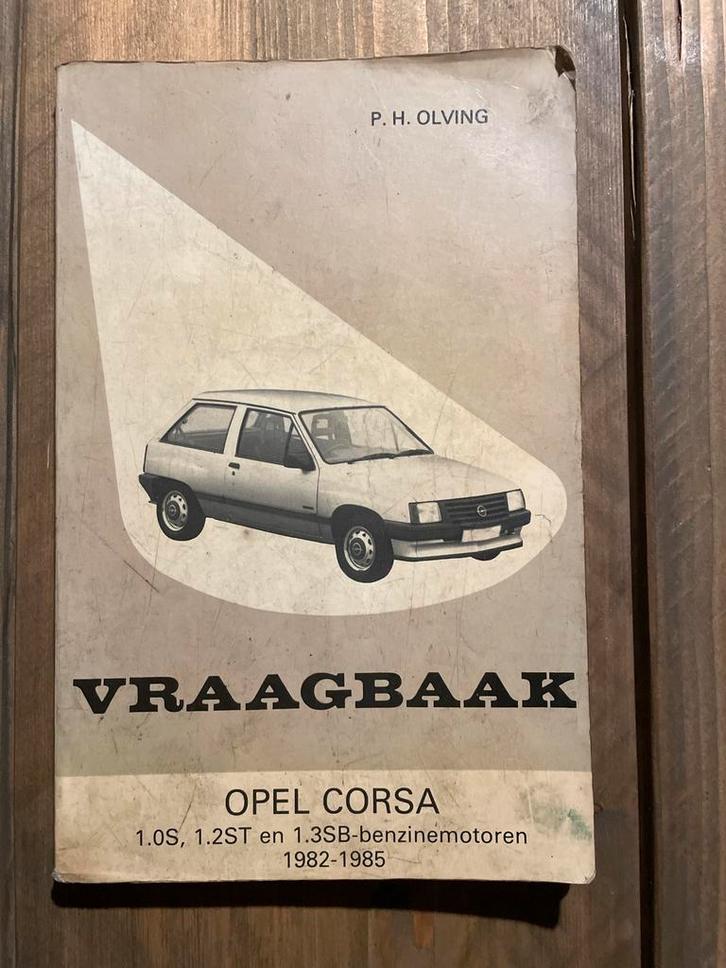 P. H. OLVING
VRAAGBAAK
OPEL CORSA
1.0S, 1.2ST en 1.3SB-benzinemotoren
1982-1985